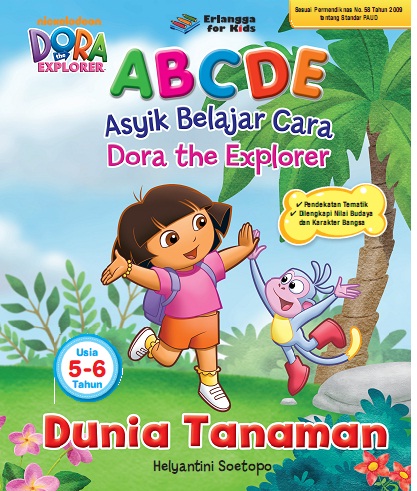 nickelodeon
DORA
the
EXPLORER
Erlangga
for Kids
Sesuai Permendiknas No. 58 Tahun 2009
tentang Standar PAUD
ABCDE
Asyik Belajar Cara
Dora the Explorer
✓ Pendekatan Tematik
✓ Dilengkapi Nilai Budaya
dan Karakter Bangsa
Usia
5-6
Tahun
Dunia Tanaman
Helyantini Soetopo